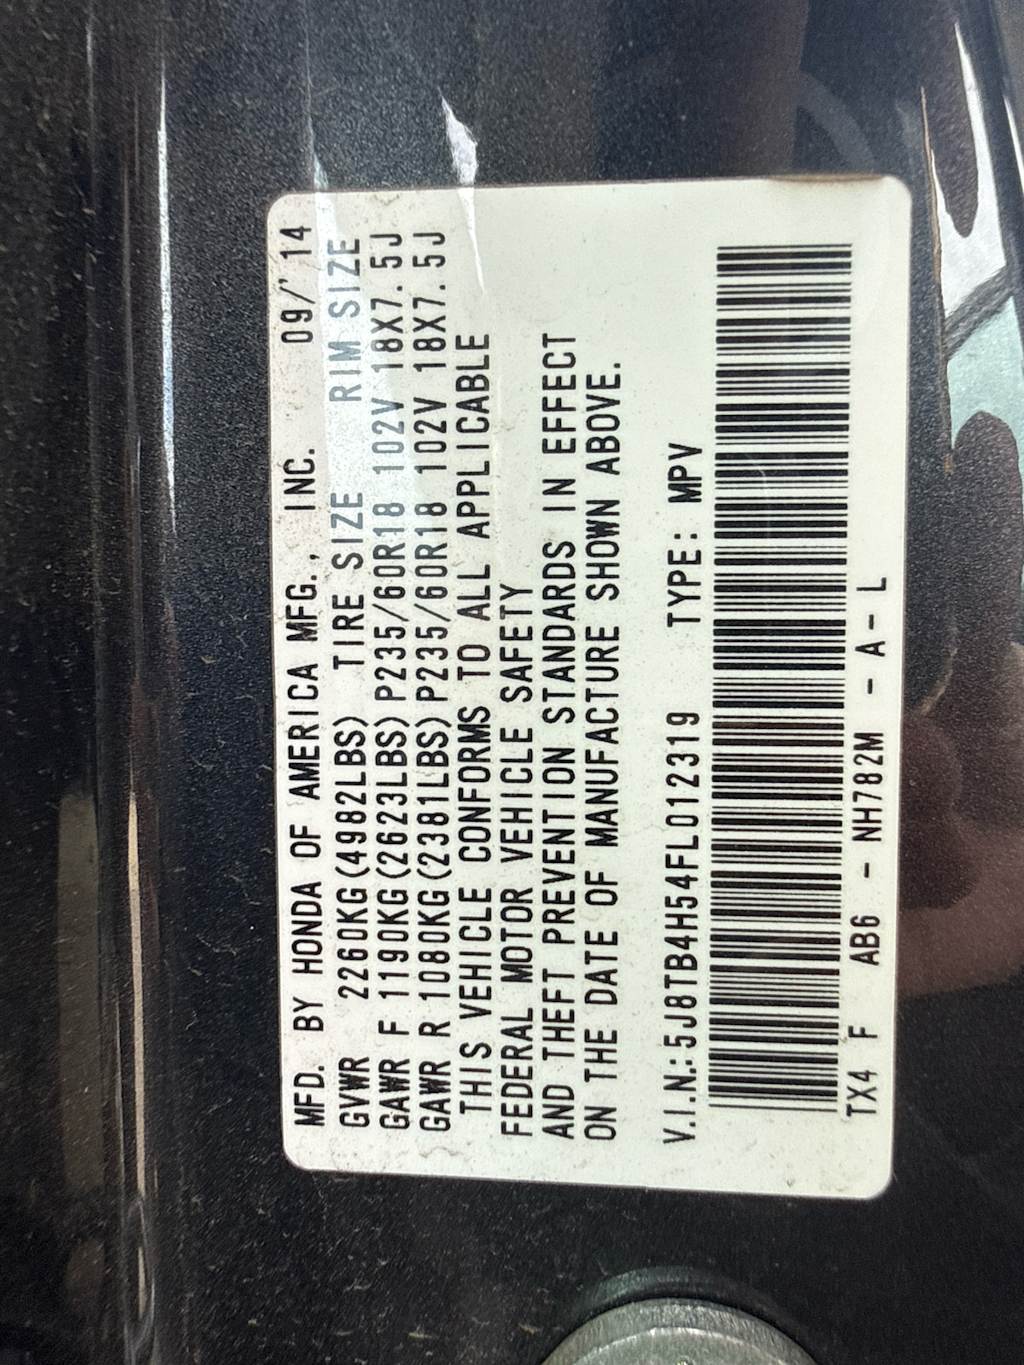 MFD. BY HONDA OF AMERICA MFG., INC. 09/'14
GVWR 2260KG(4982LBS) TIRE SIZE RIM SIZE
GAWR F 1190KG(2623LBS)P235/60R18 102V 18X7.5J
GAWR R 1080KG(2381LBS)P235/60R18 102V 18X7.5J
THIS VEHICLE CONFORMS TO ALL APPLICABLE
FEDERAL MOTOR VEHICLE SAFETY
AND THEFT PREVENTION STANDARDS IN EFFECT
ON THE DATE OF MANUFACTURE SHOWN ABOVE.
V.I.N.:5J8TB4H54FL012319 TYPE: MPV
TX4 F AB6 - NH782M - A - L